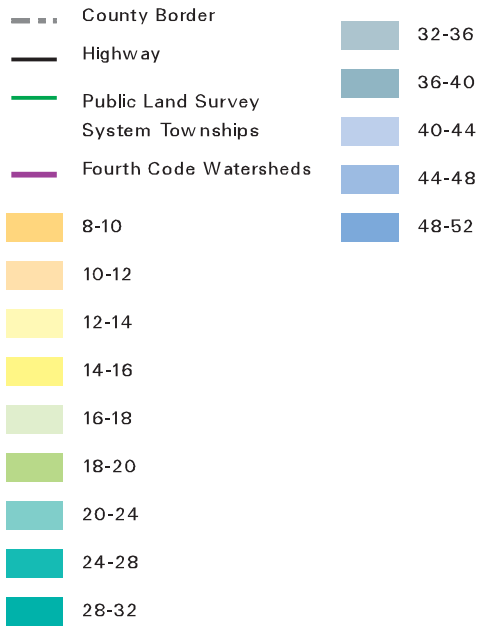 County Border
Highway
Public Land Survey
System Townships
Fourth Code Watersheds
8-10
10-12
12-14
14-16
16-18
18-20
20-24
24-28
28-32
32-36
36-40
40-44
44-48
48-52